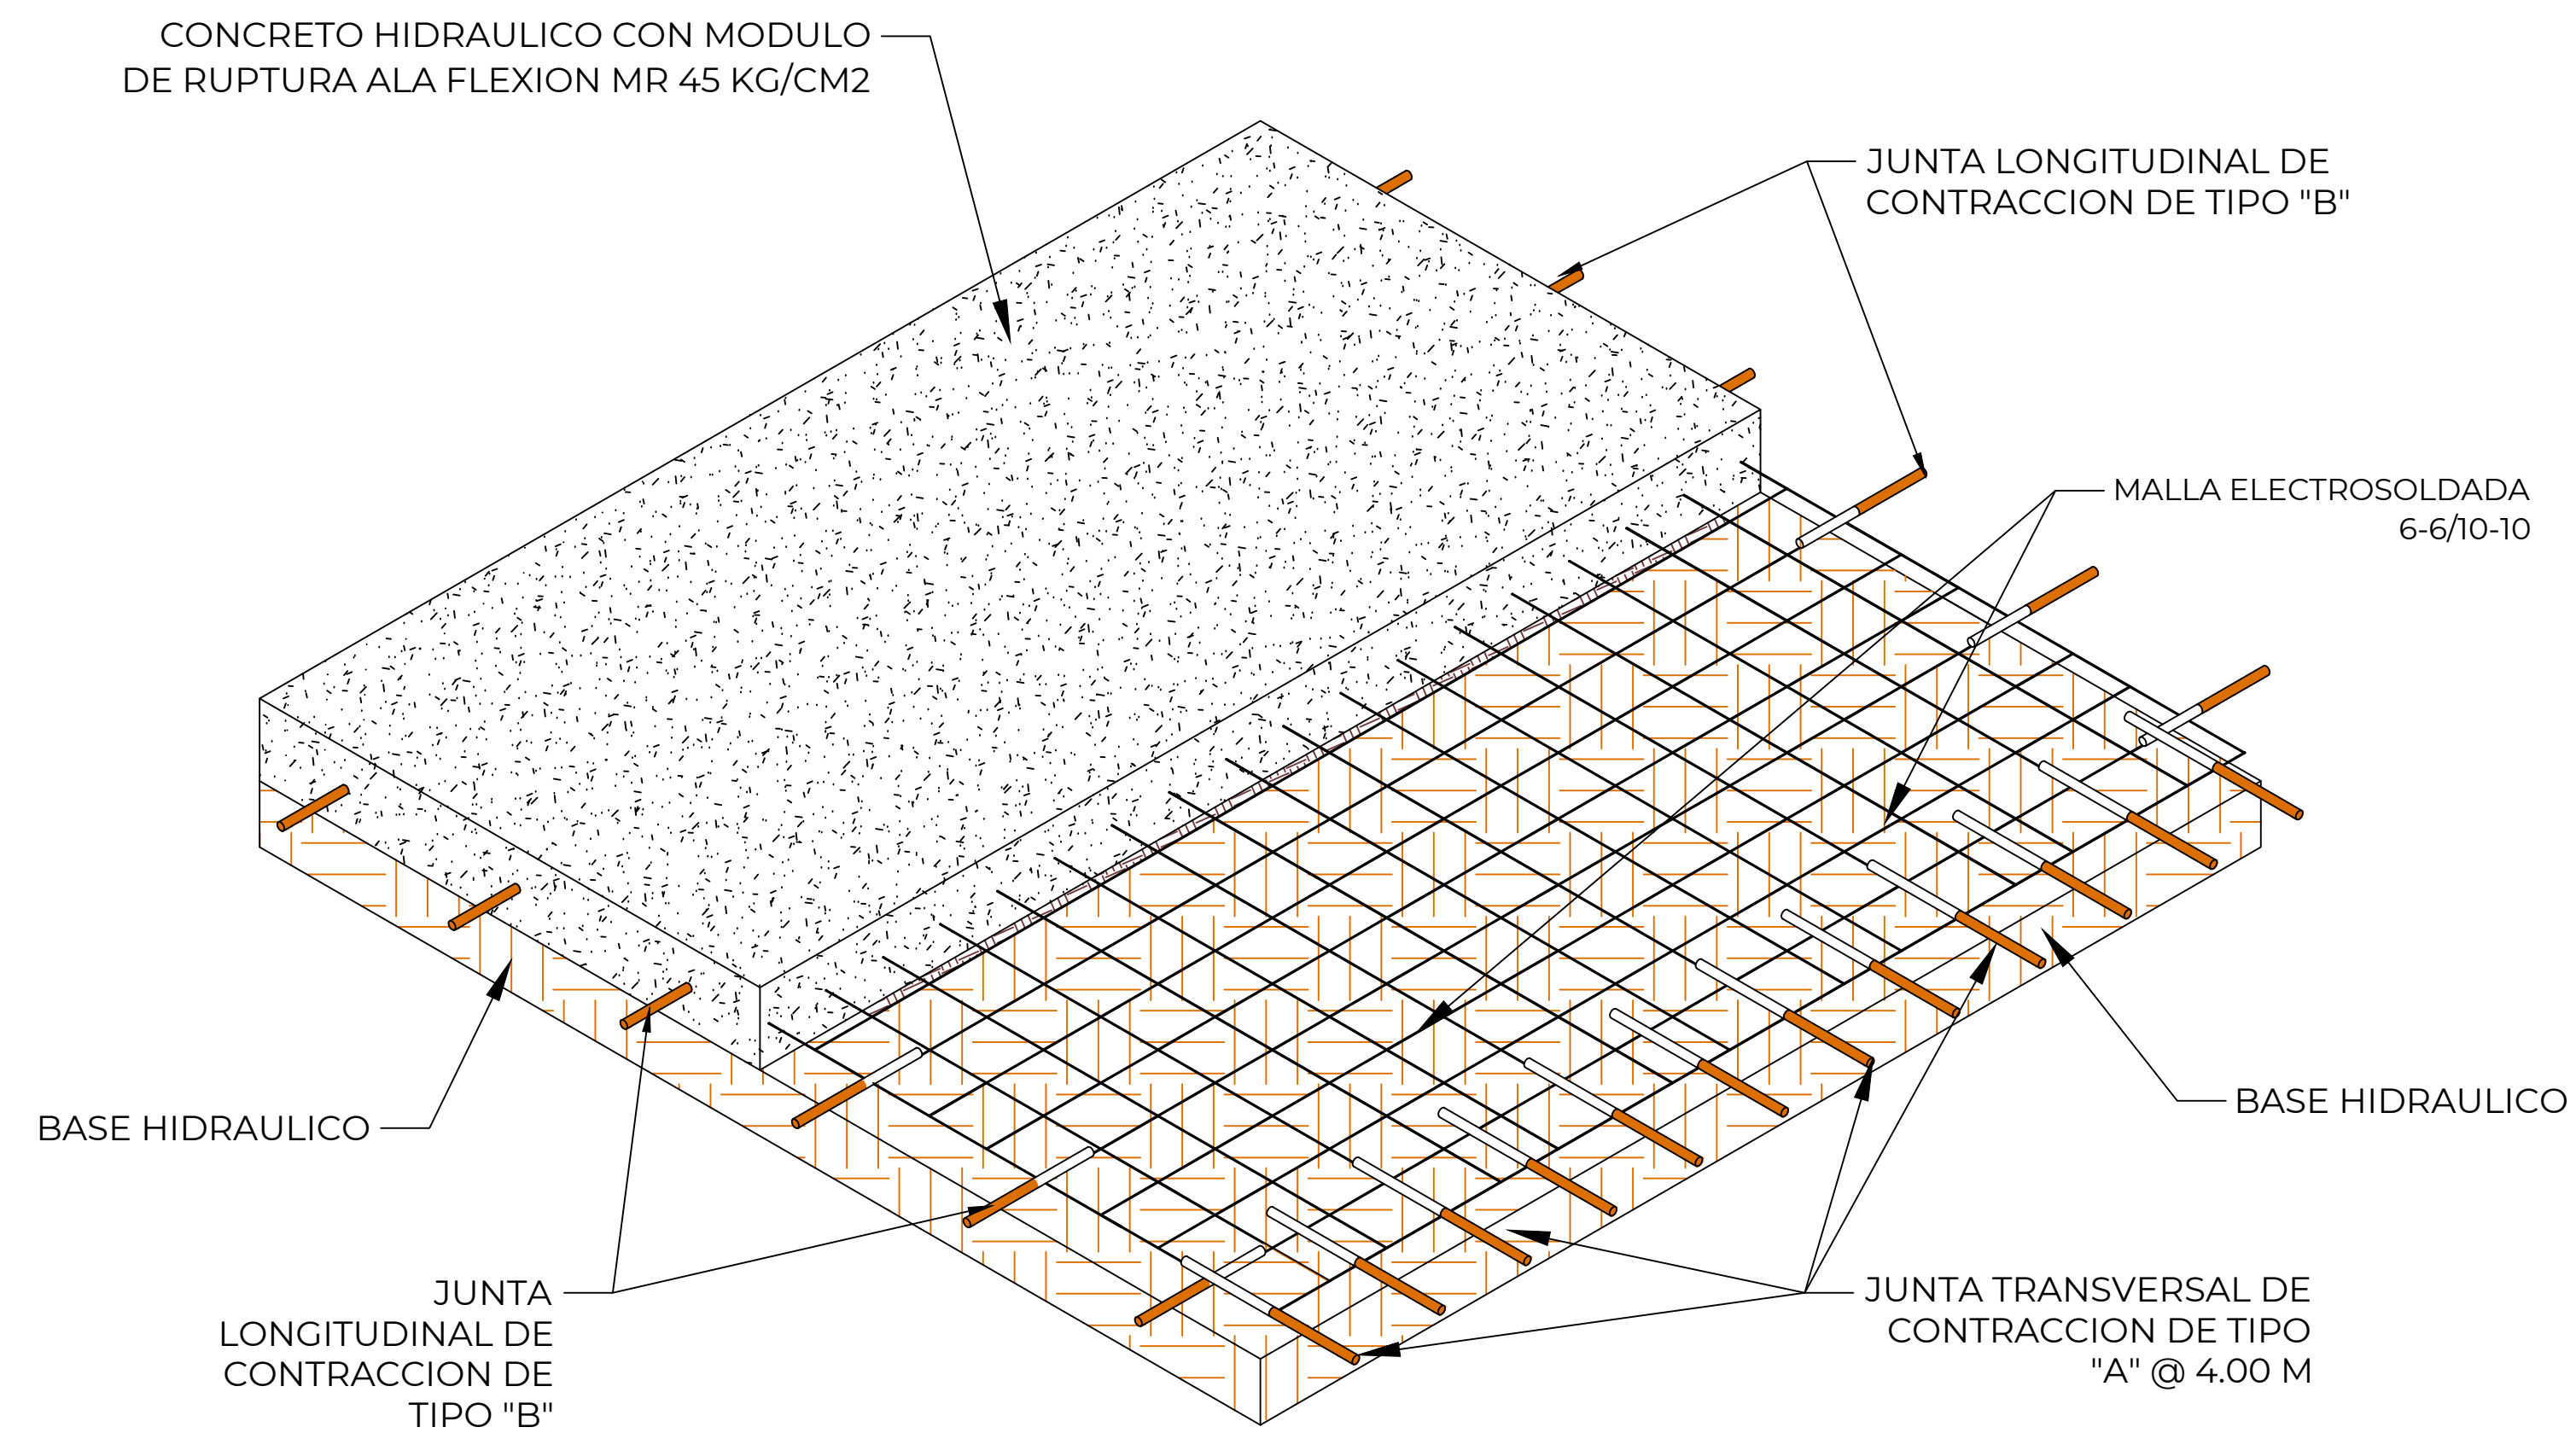 CONCRETO HIDRAULICO CON MODULO
DE RUPTURA ALA FLEXION MR 45 KG/CM2
JUNTA LONGITUDINAL DE
CONTRACCION DE TIPO "B"
MALLA ELECTROSOLDADA
6-6/10-10
BASE HIDRAULICO
BASE HIDRAULICO
JUNTA
LONGITUDINAL DE
CONTRACCION DE
TIPO "B"
JUNTA TRANSVERSAL DE
CONTRACCION DE TIPO
"A" @ 4.00 M